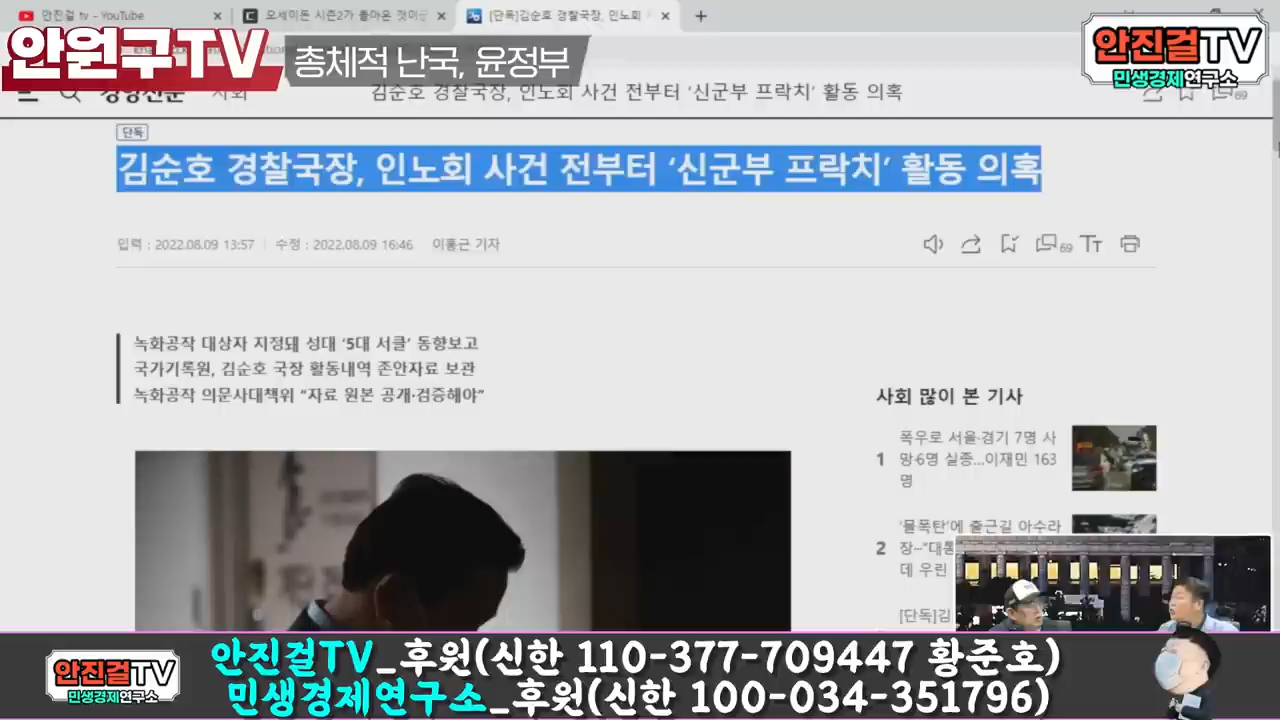 안진걸 tv - YouTube
오세이돈 시즌2가 돌아온 것이
[단독]김순호 경찰국장, 인노회
안원구TV
총체적 난국, 윤정부
안진걸TV
민생경제연구소
경향신문
사회
김순호 경찰국장, 인노회 사건 전부터 ‘신군부 프락치’ 활동 의혹
69
단독
김순호 경찰국장, 인노회 사건 전부터 ‘신군부 프락치’ 활동 의혹
입력 : 2022.08.09 13:57
수정 : 2022.08.09 16:46
이홍근 기자
69
녹화공작 대상자 지정돼 성대 ‘5대 서클’ 동향보고
국가기록원, 김순호 국장 활동내역 존안자료 보관
녹화공작 의문사대책위 “자료 원본 공개·검증해야”
사회 많이 본 기사
1
폭우로 서울·경기 7명 사
망·6명 실종…이재민 163
명
2
‘물폭탄’에 출근길 아수라
장…“대통
데 우린
[단독]김
안진걸TV
민생경제연구소
안진걸TV_후원(신한 110-377-709447 황준호)
민생경제연구소_후원(신한 100-034-351796)